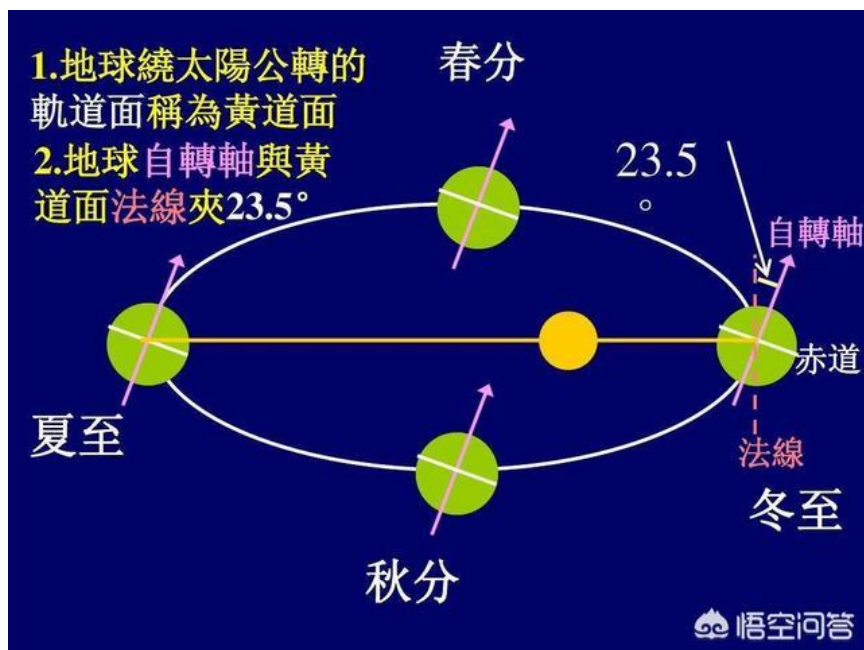 1.地球繞太陽公轉的
軌道面稱為黃道面
2.地球自轉軸與黃
道面法線夾23.5°
春分
23.5
°
自轉軸
赤道
夏至
法線
冬至
秋分
悟空问答